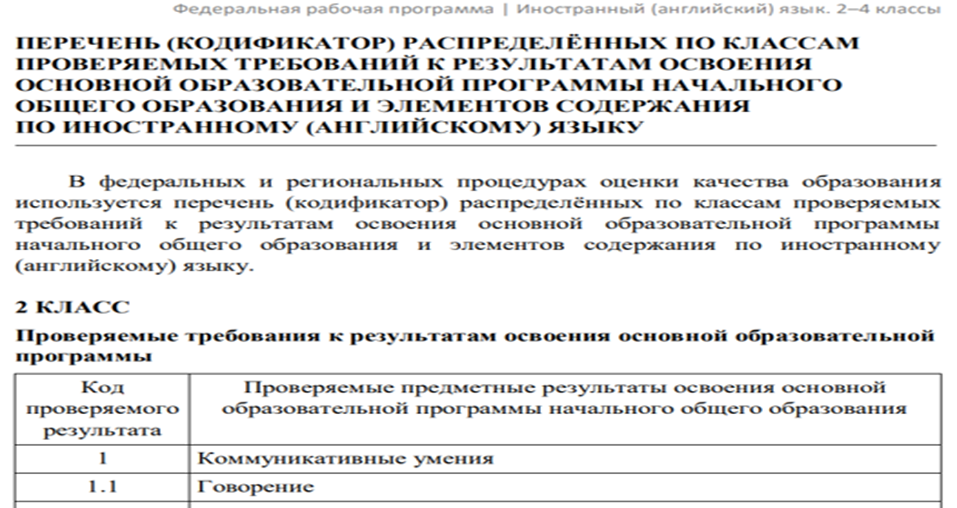 Федеральная рабочая программа | Иностранный (английский) язык. 2–4 классы
ПЕРЕЧЕНЬ (КОДИФИКАТОР) РАСПРЕДЕЛЁННЫХ ПО КЛАССАМ
ПРОВЕРЯЕМЫХ ТРЕБОВАНИЙ К РЕЗУЛЬТАТАМ ОСВОЕНИЯ
ОСНОВНОЙ ОБРАЗОВАТЕЛЬНОЙ ПРОГРАММЫ НАЧАЛЬНОГО
ОБЩЕГО ОБРАЗОВАНИЯ И ЭЛЕМЕНТОВ СОДЕРЖАНИЯ
ПО ИНОСТРАННОМУ (АНГЛИЙСКОМУ) ЯЗЫКУ
В федеральных и региональных процедурах оценки качества образования
используется перечень (кодификатор) распределённых по классам проверяемых
требований к результатам освоения основной образовательной программы
начального общего образования и элементов содержания по иностранному
(английскому) языку.
2 КЛАСС
Проверяемые требования к результатам освоения основной образовательной
программы
Код
проверяемого
результата
Проверяемые предметные результаты освоения основной
образовательной программы начального общего образования
1
Коммуникативные умения
1.1
Говорение